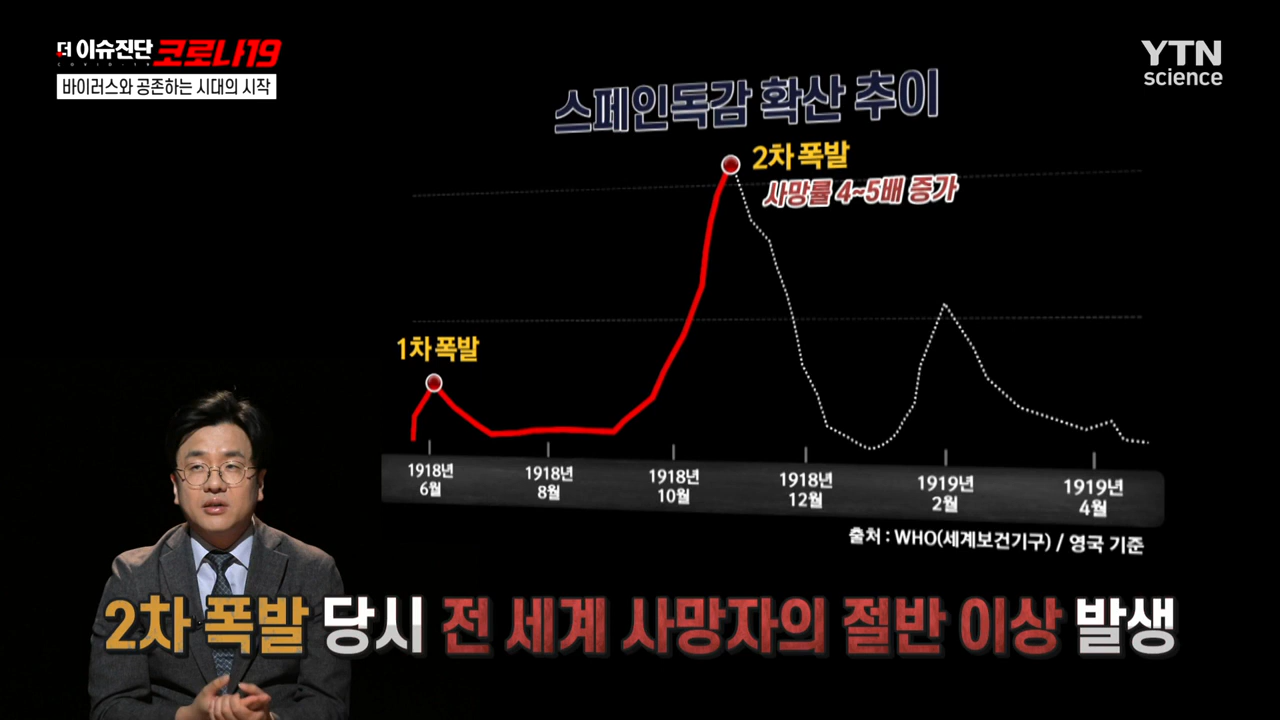 더 이슈진단 코로나19
COVID-19
바이러스와 공존하는 시대의 시작
YTN
science
스페인독감 확산 추이
2차 폭발
사망률 4~5배 증가
1차 폭발
1918년
6월
1918년
8월
1918년
10월
1918년
12월
1919년
2월
1919년
4월
출처 : WHO(세계보건기구) / 영국 기준
2차 폭발 당시 전 세계 사망자의 절반 이상 발생